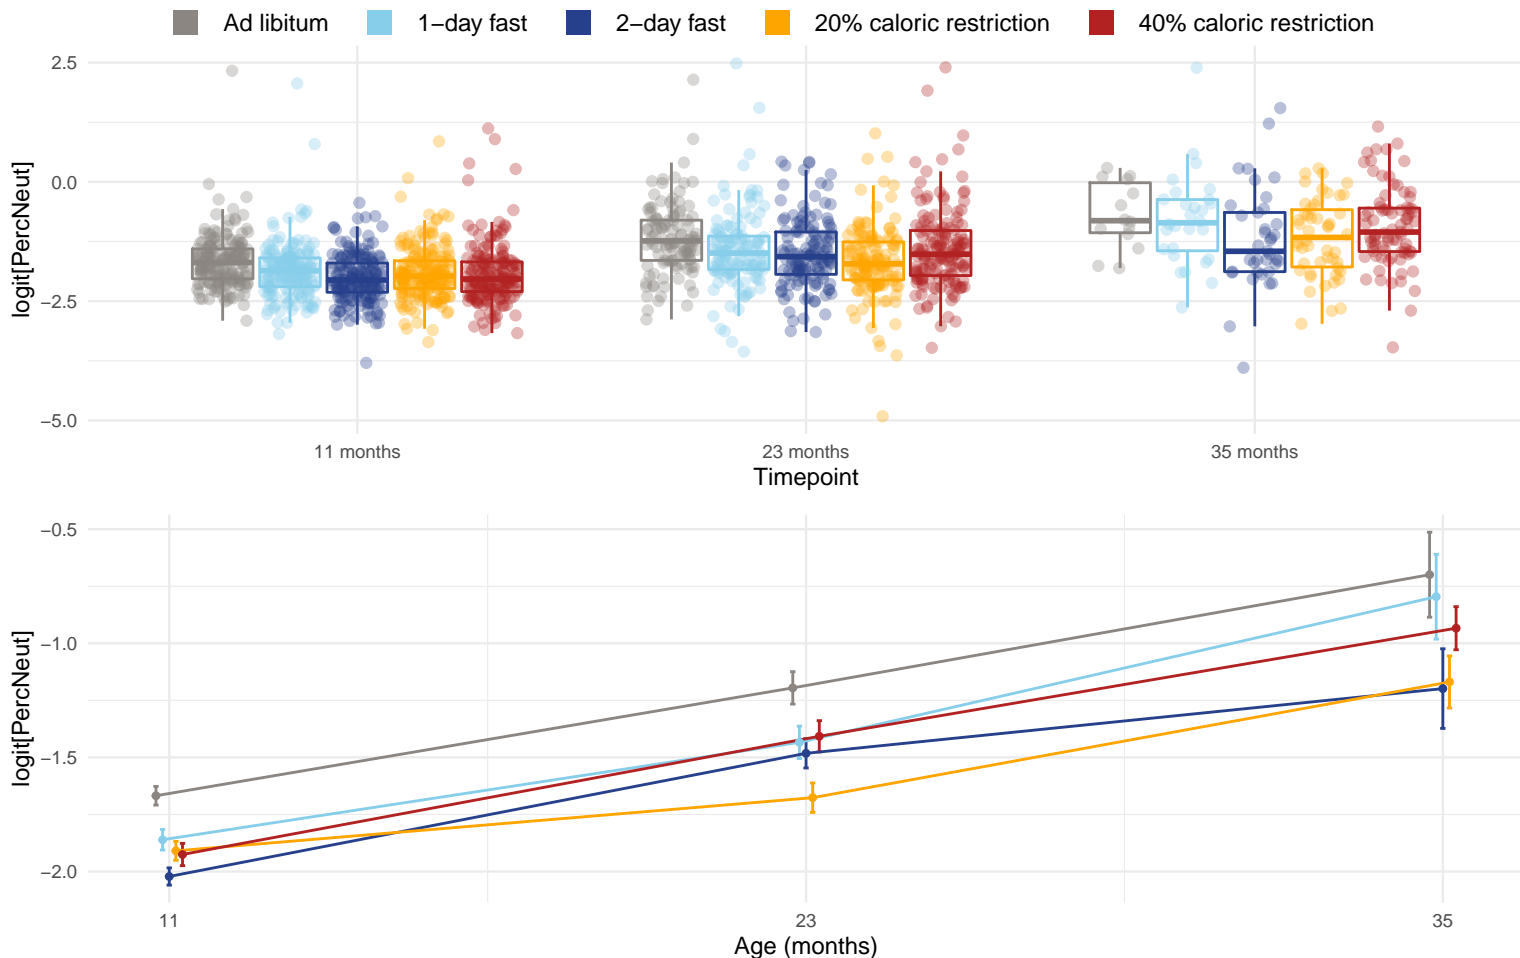 Ad libitum 1−day fast 2−day fast 20% caloric restriction 40% caloric restriction
logit[PercNeut]
2.5
0.0
−2.5
−5.0
11 months 23 months 35 months
Timepoint
logit[PercNeut]
−0.5
−1.0
−1.5
−2.0
11 23 35
Age (months)